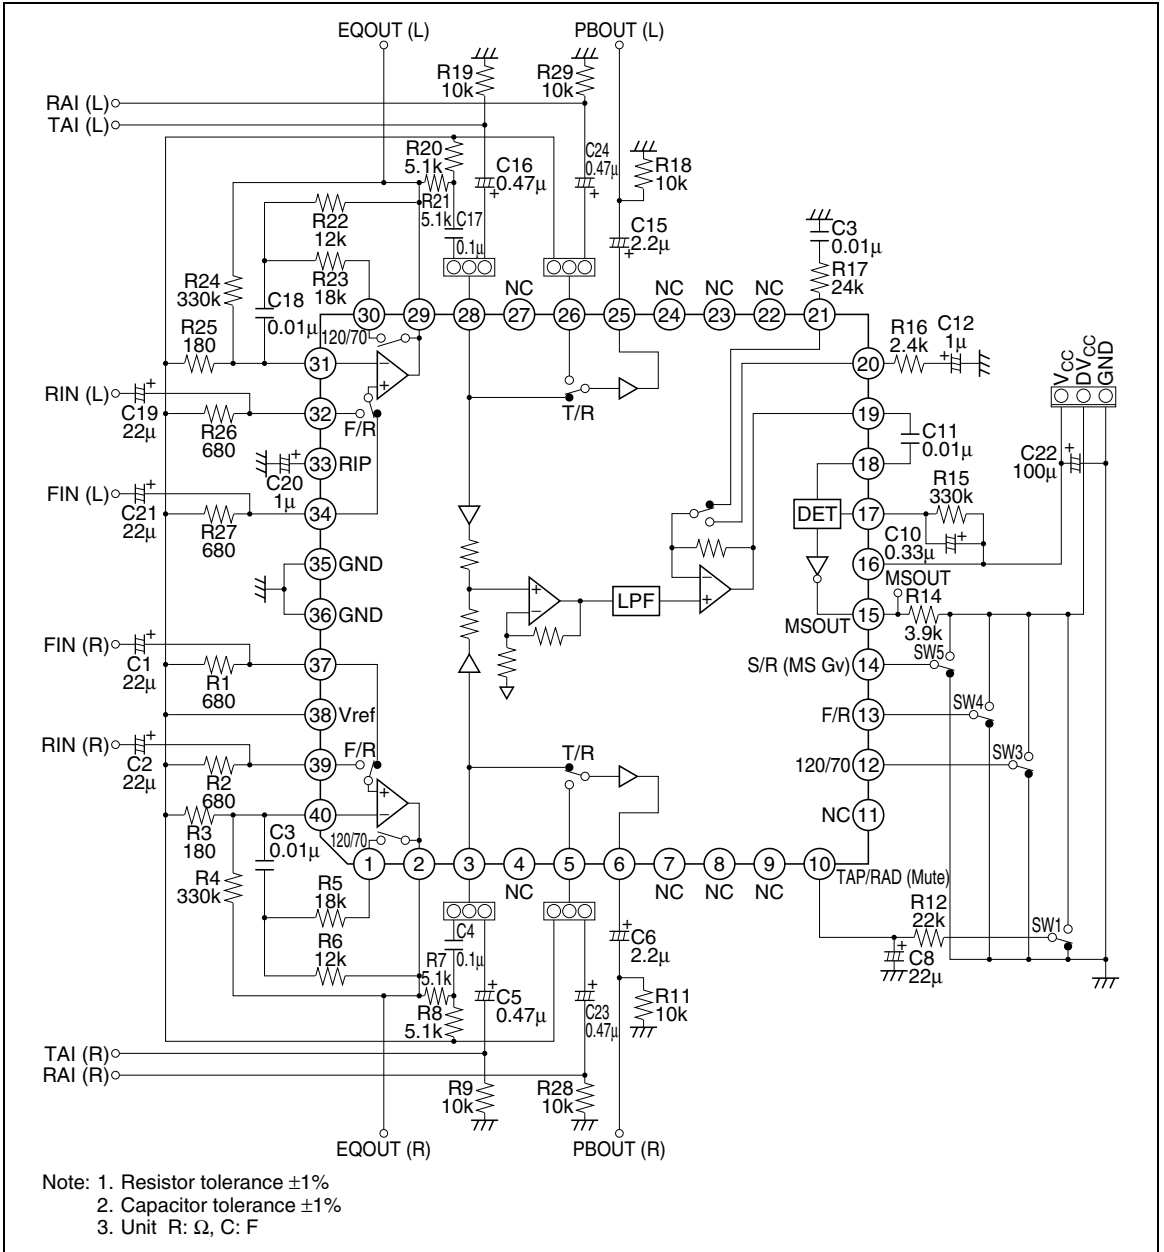 EQOUT (L)
PBOUT (L)
R19
10k
R29
10k
RAI (L)
TAI (L)
R20
5.1k
C16
0.47μ
C24
0.47μ
R18
10k
R21
5.1k
C17
0.1μ
R22
12k
C15
2.2μ
C3
0.01μ
R23
18k
R17
24k
R24
330k
C18
0.01μ
NC
NC
NC
NC
30
29
28
27
26
25
24
23
22
21
R25
180
120/70
R16
2.4k
C12
1μ
VCC
DVCC
GND
31
−
+
20
RIN (L)
+
C19
22μ
R26
680
32
F/R
T/R
19
C11
0.01μ
C22
100μ
+
33
RIP
C20
1μ
+
18
R15
330k
FIN (L)
+
C21
22μ
R27
680
34
DET
17
C10
0.33μ
+
35
GND
16
MSOUT
R14
3.9k
36
GND
+
−
LPF
−
+
15
MSOUT
FIN (R)
+
C1
22μ
R1
680
37
S/R (MS Gv)
14
SW5
38
Vref
F/R
13
SW4
RIN (R)
+
C2
22μ
R2
680
39
F/R
T/R
120/70
12
SW3
R3
180
40
+
−
NC
11
C3
0.01μ
120/70
R4
330k
1
2
3
4
5
6
7
8
9
10
NC
NC
NC
NC
TAP/RAD (Mute)
R5
18k
R12
22k
SW1
C4
0.1μ
+
C6
2.2μ
+
C8
22μ
R6
12k
R7
5.1k
R8
5.1k
+
C5
0.47μ
+
C23
0.47μ
R11
10k
TAI (R)
RAI (R)
R9
10k
R28
10k
EQOUT (R)
PBOUT (R)
Note: 1. Resistor tolerance ±1%
2. Capacitor tolerance ±1%
3. Unit R: Ω, C: F